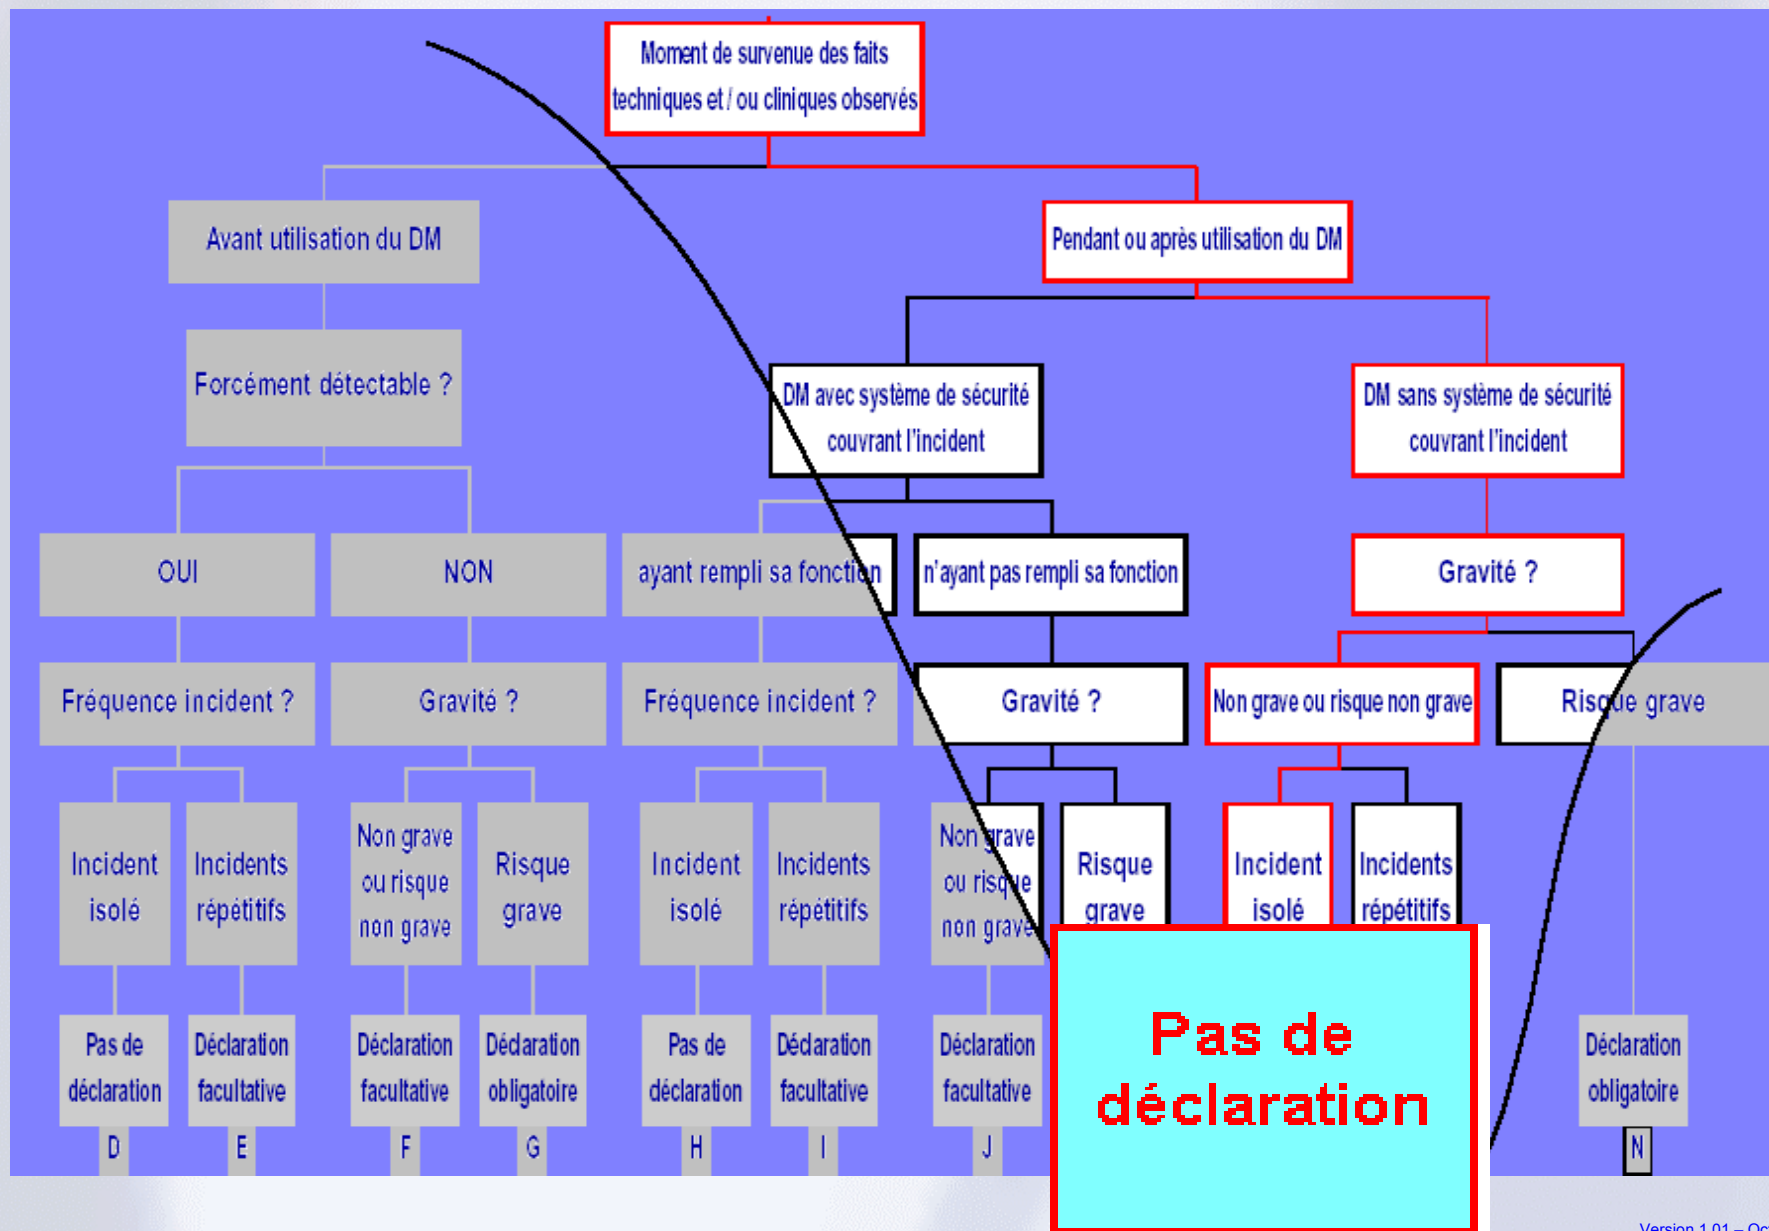 Moment de survenue des faits
techniques et / ou cliniques observés
Avant utilisation du DM
Pendant ou après utilisation du DM
Forcément détectable ?
DM avec système de sécurité
couvrant l'incident
DM sans système de sécurité
couvrant l'incident
OUI
NON
ayant rempli sa fonction
n'ayant pas rempli sa fonction
Gravité ?
Fréquence incident ?
Gravité ?
Fréquence incident ?
Gravité ?
Non grave ou risque non grave
Risque grave
Incident
isolé
Incidents
répétitifs
Non grave
ou risque
non grave
Risque
grave
Incident
isolé
Incidents
répétitifs
Non grave
ou risque
non grave
Risque
grave
Incident
isolé
Incidents
répétitifs
Pas de
déclaration
Déclaration
facultative
Déclaration
facultative
Déclaration
obligatoire
Pas de
déclaration
Déclaration
facultative
Déclaration
facultative
Pas de
déclaration
Déclaration
obligatoire
D
E
F
G
H
I
J
N
Version 1.01 – Oct